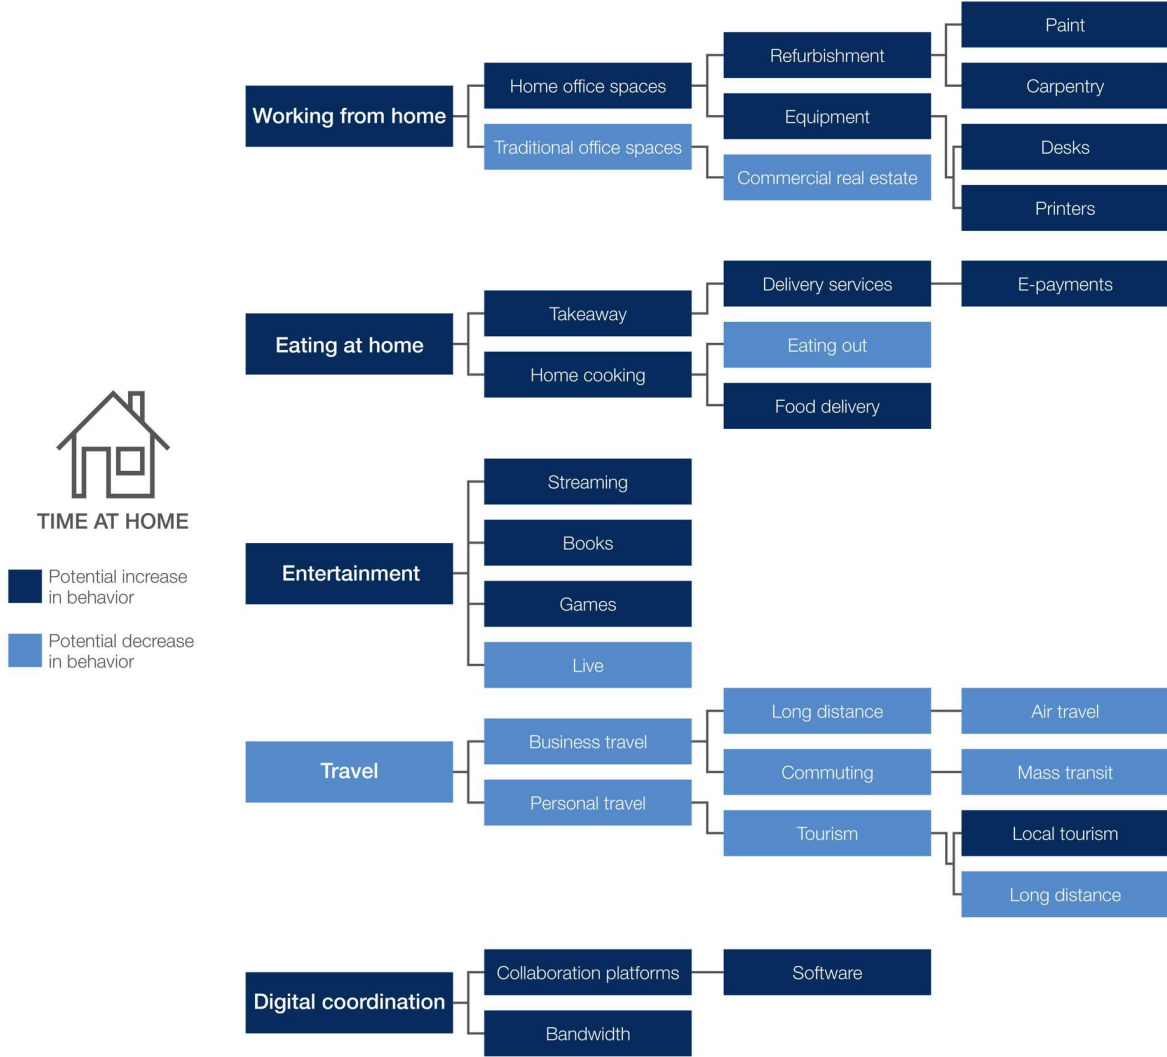 Paint
Refurbishment
Home office spaces
Carpentry
Working from home
Equipment
Traditional office spaces
Desks
Commercial real estate
Printers
Delivery services
E-payments
Takeaway
Eating at home
Eating out
Home cooking
Food delivery
TIME AT HOME
Potential increase
in behavior
Potential decrease
in behavior
Streaming
Books
Entertainment
Games
Live
Long distance
Air travel
Business travel
Travel
Commuting
Mass transit
Personal travel
Tourism
Local tourism
Long distance
Collaboration platforms
Software
Digital coordination
Bandwidth